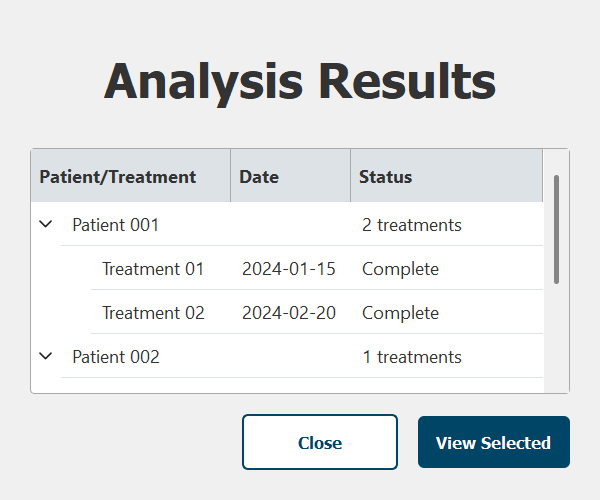 Analysis Results
Patient/Treatment Date Status
Patient 001 2 treatments
Treatment 01 2024-01-15 Complete
Treatment 02 2024-02-20 Complete
Patient 002 1 treatments
Close View Selected